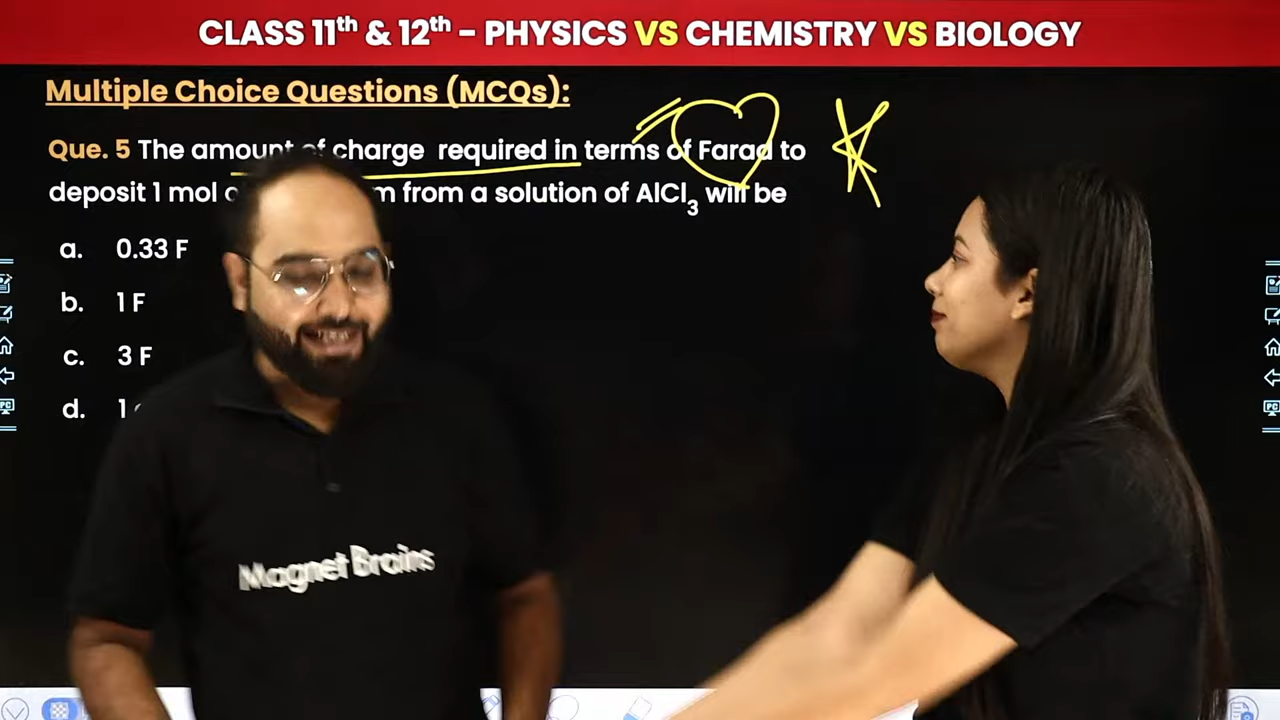 CLASS 11th & 12th – PHYSICS VS CHEMISTRY VS BIOLOGY
Multiple Choice Questions (MCQs):
Que. 5 The amount of charge required in terms of Farad to
deposit 1 mol from a solution of AlCl3 will be
a. 0.33 F
b. 1 F
c. 3 F
d. 1
Magnet Brains